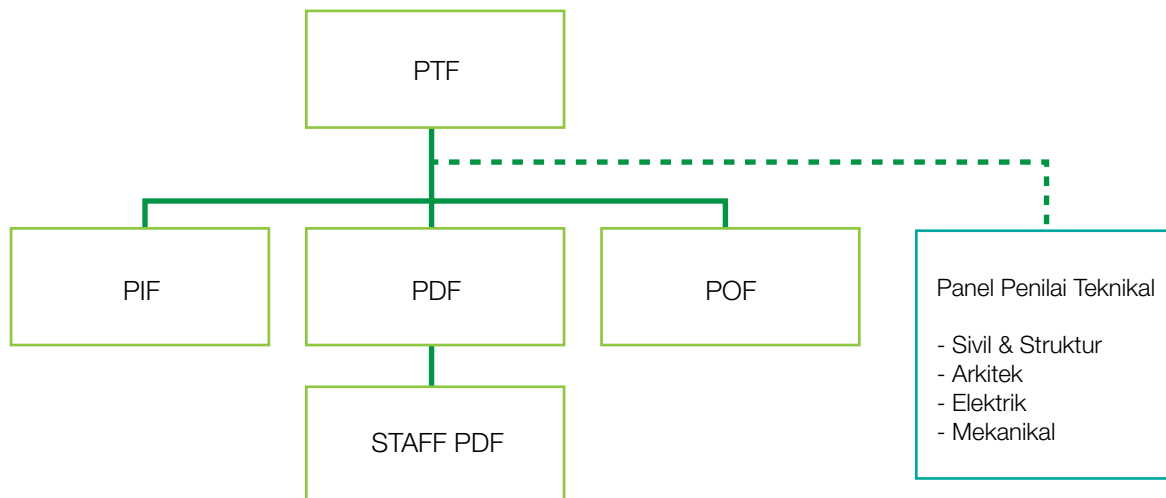 PTF
PIF
PDF
POF
Panel Penilai Teknikal
- Sivil & Struktur
- Arkitek
- Elektrik
- Mekanikal
STAFF PDF